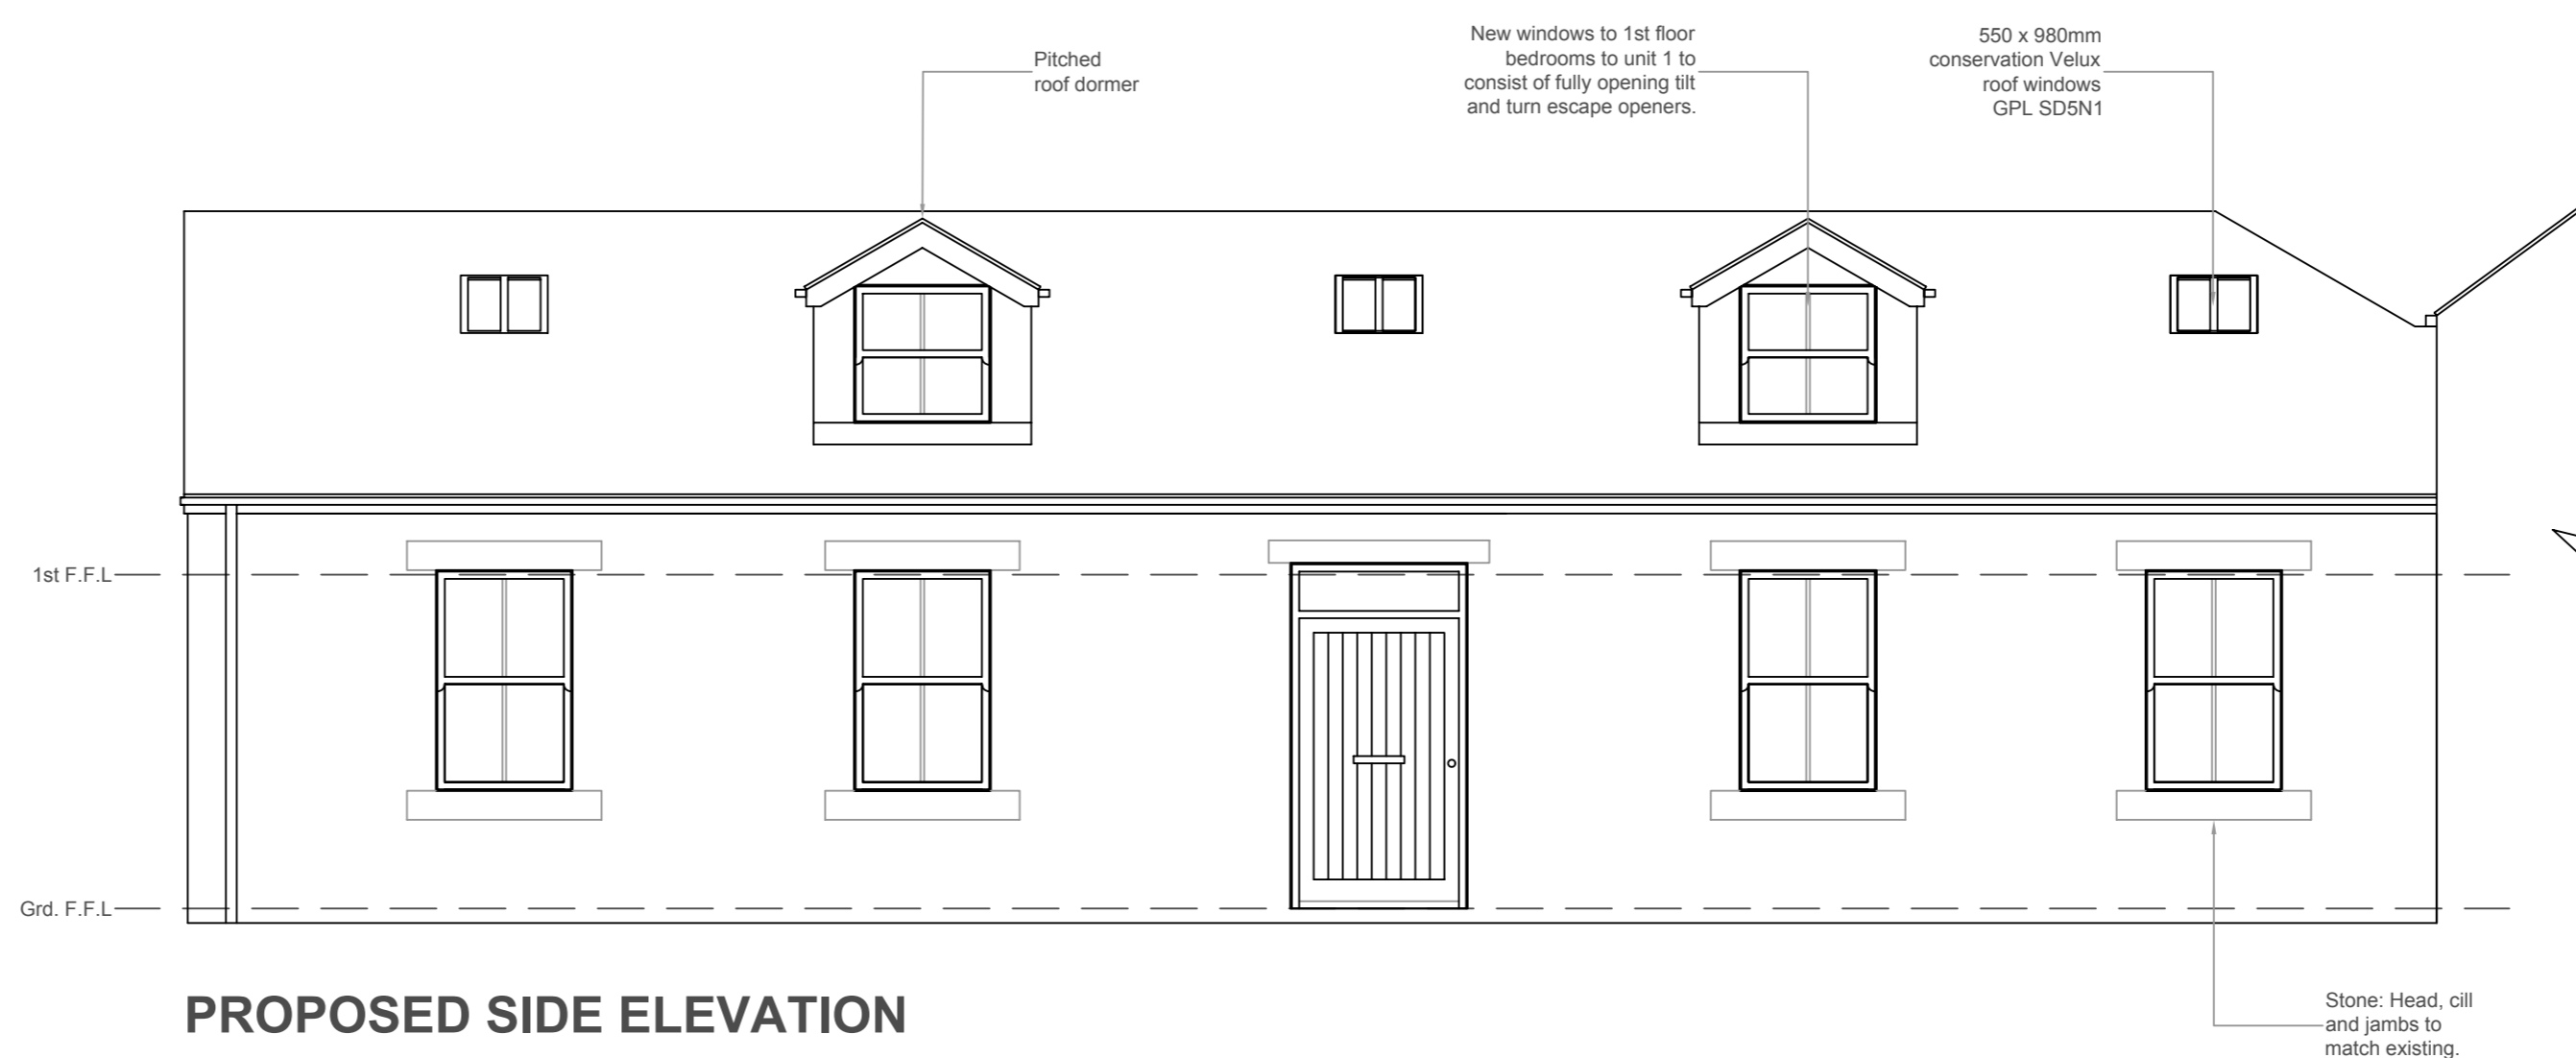 Pitched
roof dormer
New windows to 1st floor
bedrooms to unit 1 to
consist of fully opening tilt
and turn escape openers.
550 x 980mm
conservation Velux
roof windows
GPL SD5N1
1st F.F.L
Grd. F.F.L
PROPOSED SIDE ELEVATION
Stone: Head, cill
and jambs to
match existing.